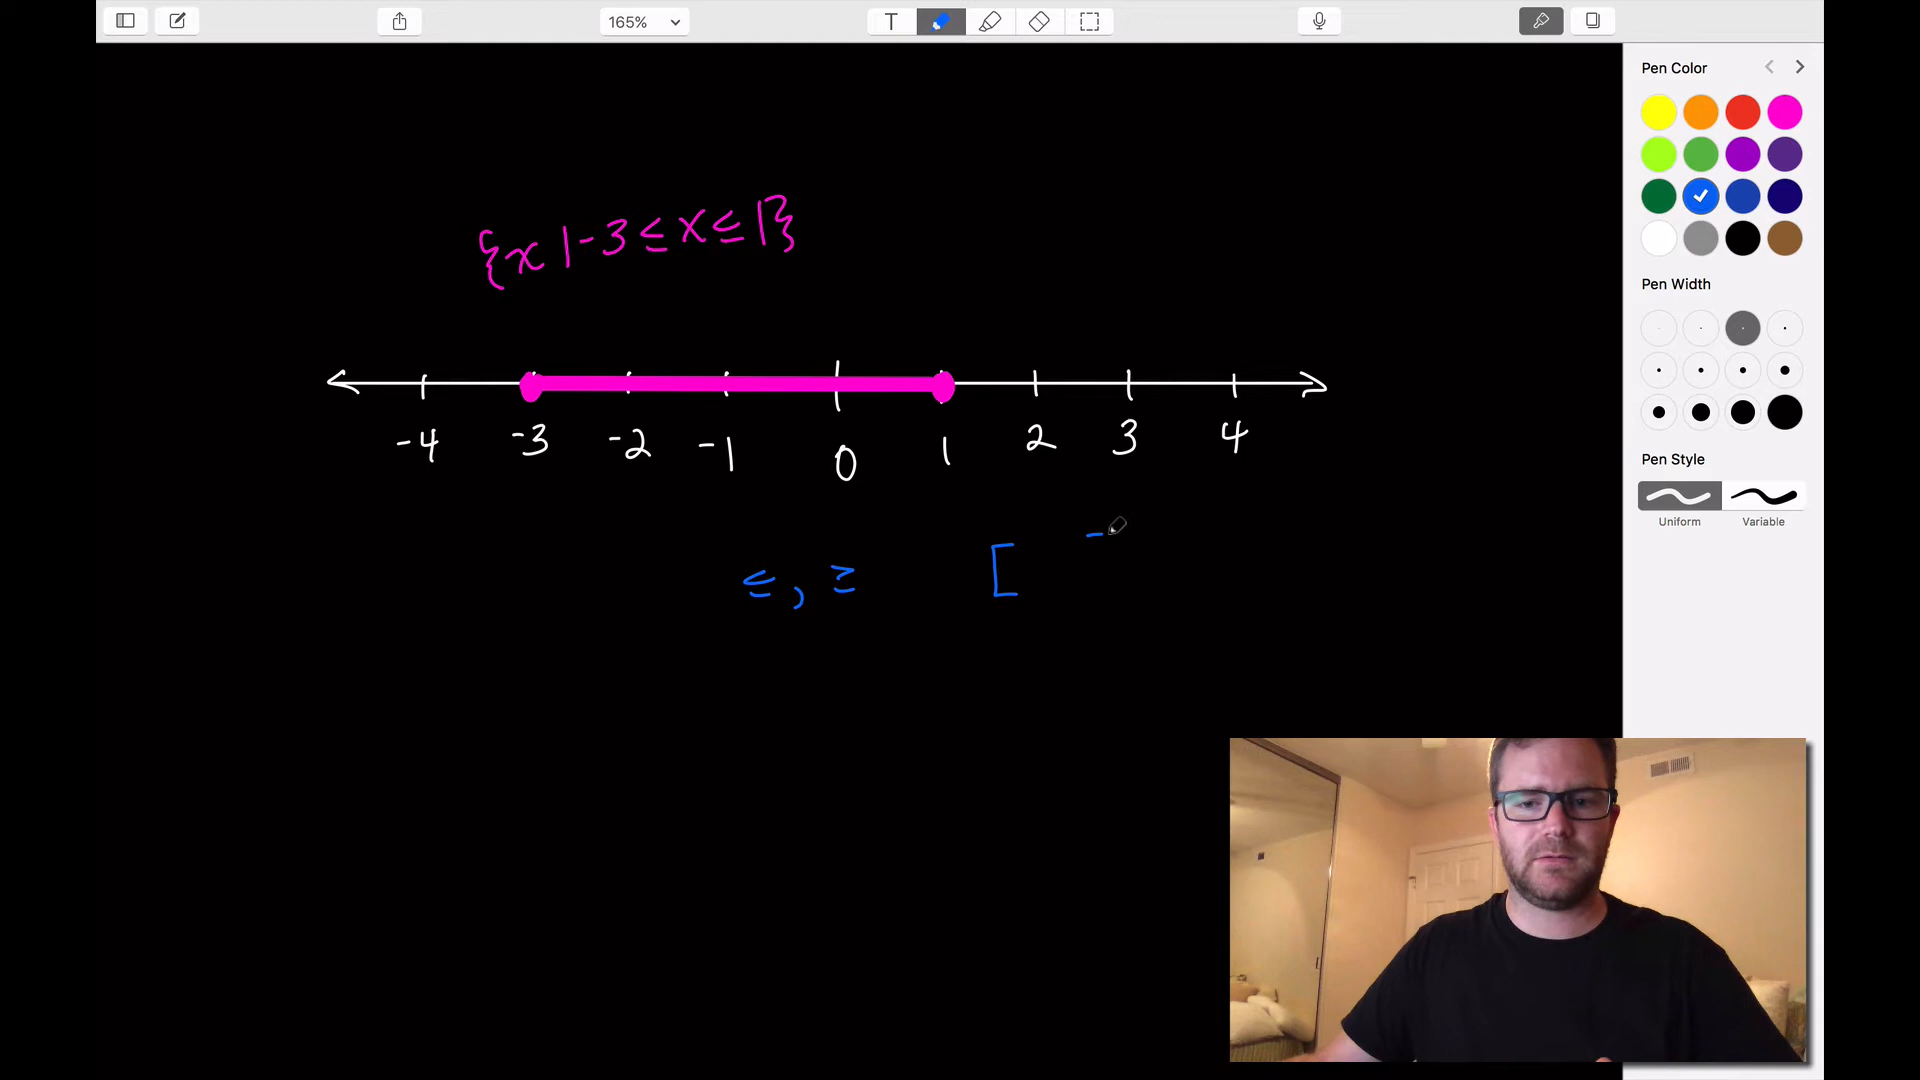 165%
T
Pen Color
{x | -3 ≤ x ≤ 1}
Pen Width
-4 -3 -2 -1 0 1 2 3 4
Pen Style
Uniform Variable
≤ , ≥ [ -